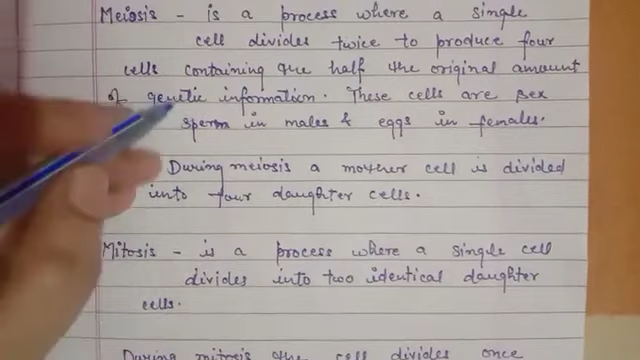 Meiosis - is a process where a single
cell divides twice to produce four
cells containing the half the original amount
of genetic information. These cells are sex
sperm in males & eggs in females.
During meiosis a mother cell is divided
into four daughter cells.
Mitosis - is a process where a single cell
divides into two identical daughter
cells.
During mitosis the cell divides once